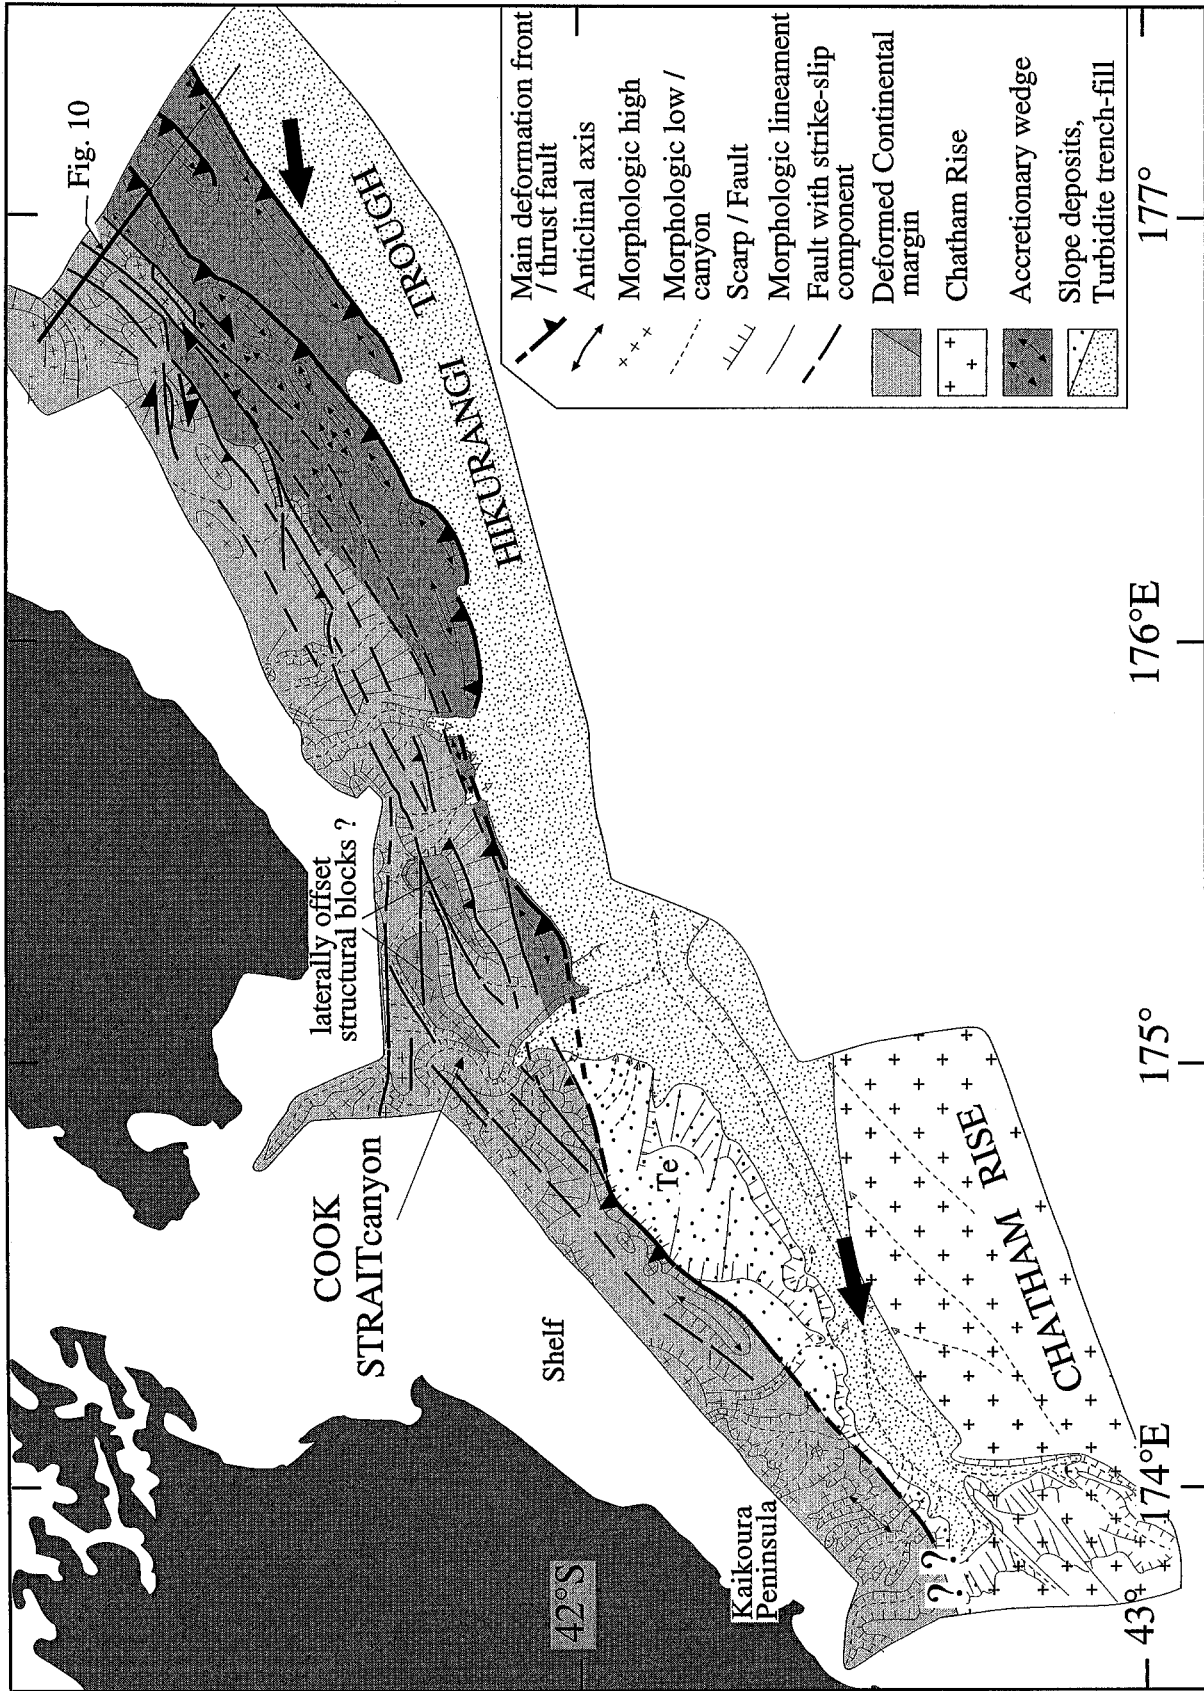 Fig. 10
HIKURANGI TROUGH
laterally offset
structural blocks ?
COOK
STRAITcanyon
Shelf
Te
CHATHAM RISE
Kaikoura
Peninsula
? ?
42°S
43°
174°E
175°
176°E
177°
Main deformation front
/ thrust fault
Anticlinal axis
Morphologic high
Morphologic low /
canyon
Scarp / Fault
Morphologic lineament
Fault with strike-slip
component
Deformed Continental
margin
Chatham Rise
Accretionary wedge
Slope deposits,
Turbidite trench-fill